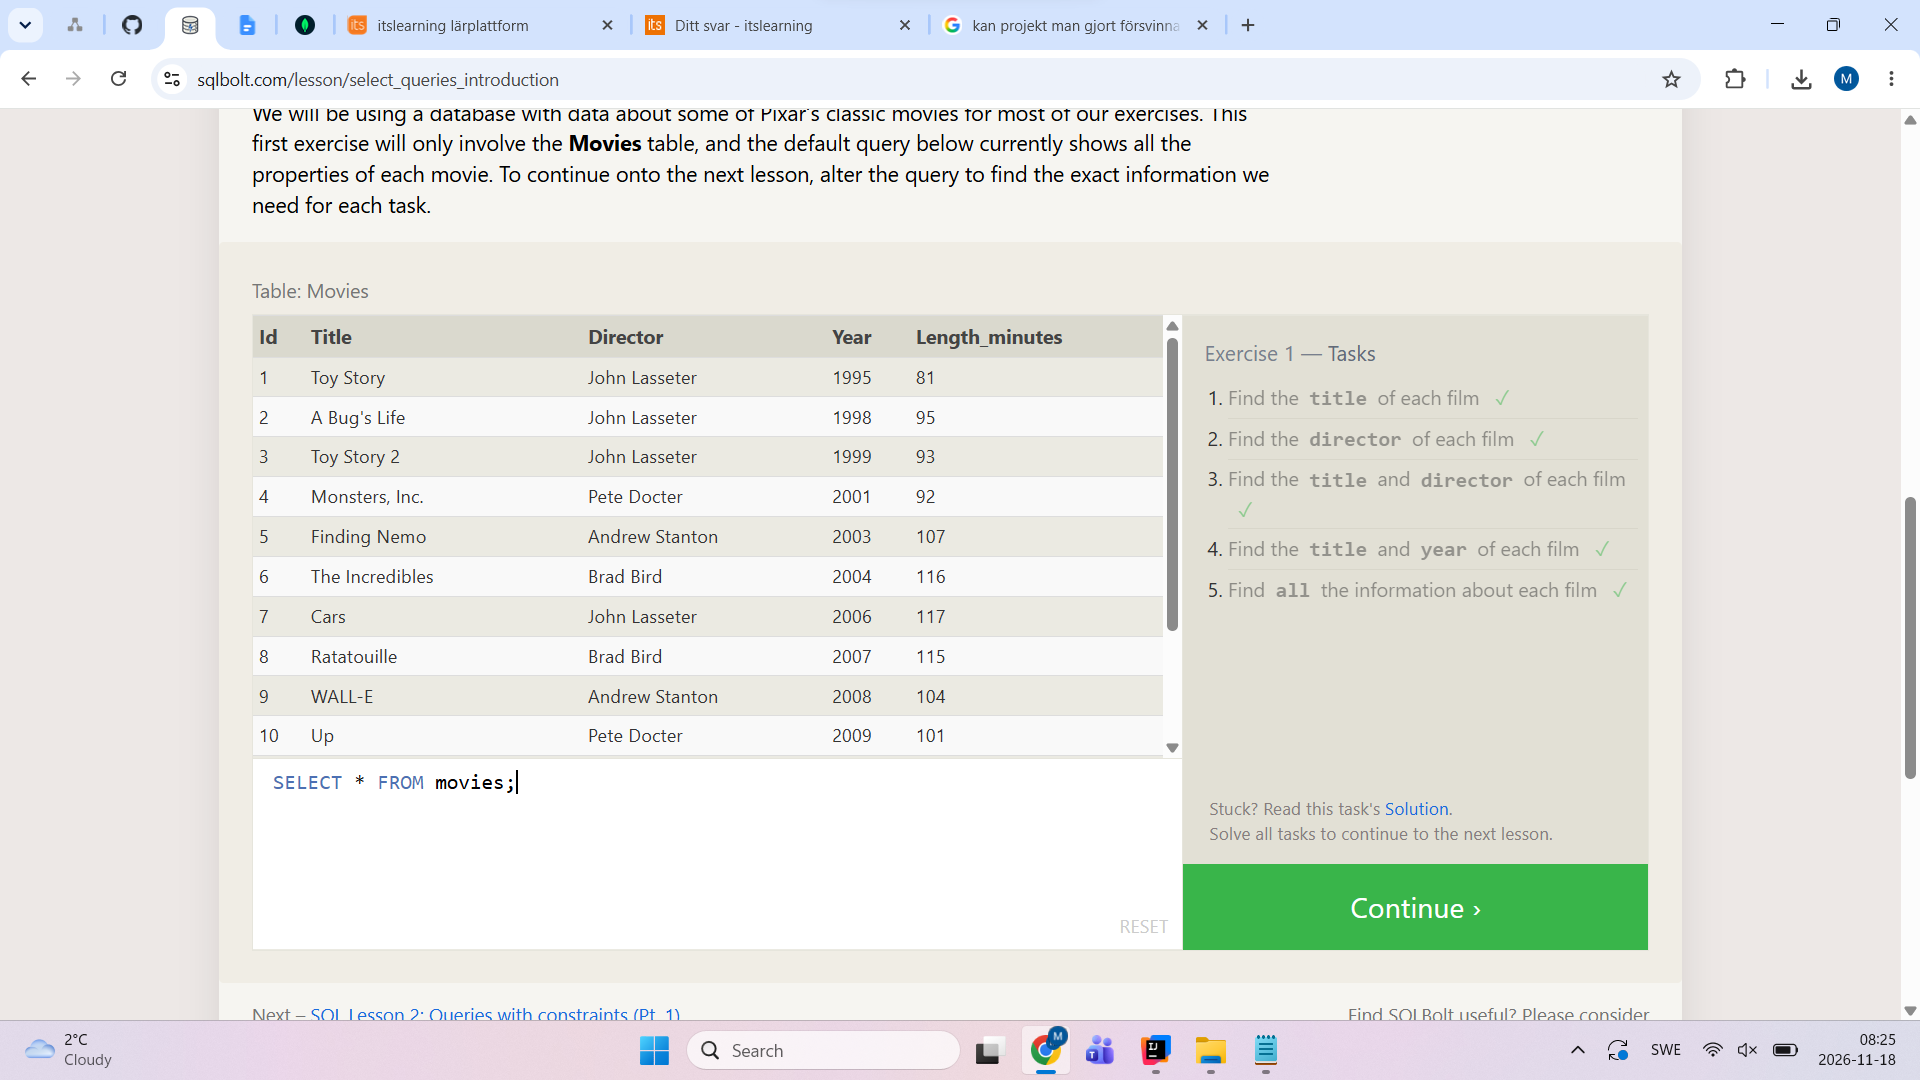 itslearning lärplattform
Ditt svar - itslearning
kan projekt man gjort försvinna
sqlbolt.com/lesson/select_queries_introduction
M
We will be using a database with data about some of Pixar's classic movies for most of our exercises. This
first exercise will only involve the Movies table, and the default query below currently shows all the
properties of each movie. To continue onto the next lesson, alter the query to find the exact information we
need for each task.
Table: Movies
Id Title Director Year Length_minutes
1 Toy Story John Lasseter 1995 81
2 A Bug's Life John Lasseter 1998 95
3 Toy Story 2 John Lasseter 1999 93
4 Monsters, Inc. Pete Docter 2001 92
5 Finding Nemo Andrew Stanton 2003 107
6 The Incredibles Brad Bird 2004 116
7 Cars John Lasseter 2006 117
8 Ratatouille Brad Bird 2007 115
9 WALL-E Andrew Stanton 2008 104
10 Up Pete Docter 2009 101
SELECT * FROM movies;
RESET
Exercise 1 — Tasks
1. Find the title of each film ✓
2. Find the director of each film ✓
3. Find the title and director of each film
✓
4. Find the title and year of each film ✓
5. Find all the information about each film ✓
Stuck? Read this task's Solution.
Solve all tasks to continue to the next lesson.
Continue ›
Next – SQL Lesson 2: Queries with constraints (Pt. 1)
Find SQLBolt useful? Please consider
2°C
Cloudy
Search
SWE
08:25
2026-11-18